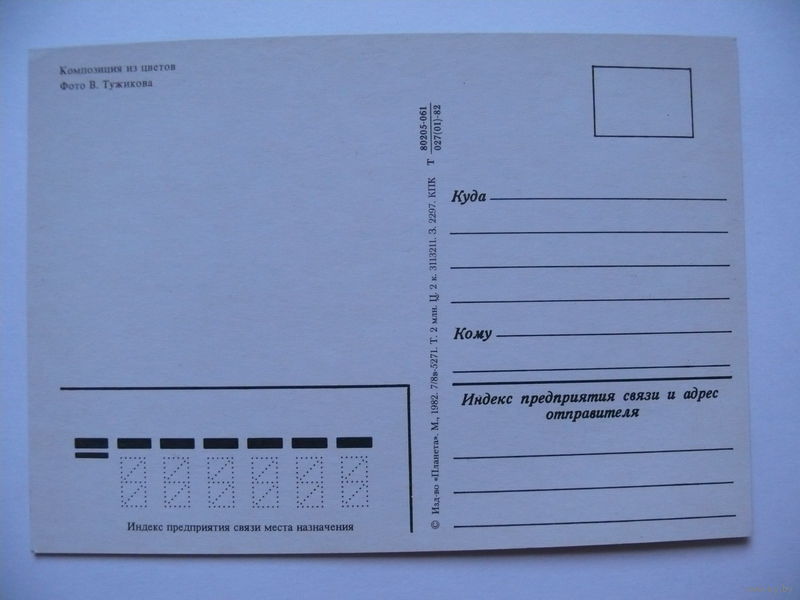 Композиция из цветов
Фото В. Тужикова
80205-061
Т
027(01)-82
© Изд-во «Планета». М., 1982. 7/8в-5271. Т. 2 млн. Ц. 2 к. 3113211. З. 2297. КПК
Куда
Кому
Индекс предприятия связи и адрес
отправителя
Индекс предприятия связи места назначения